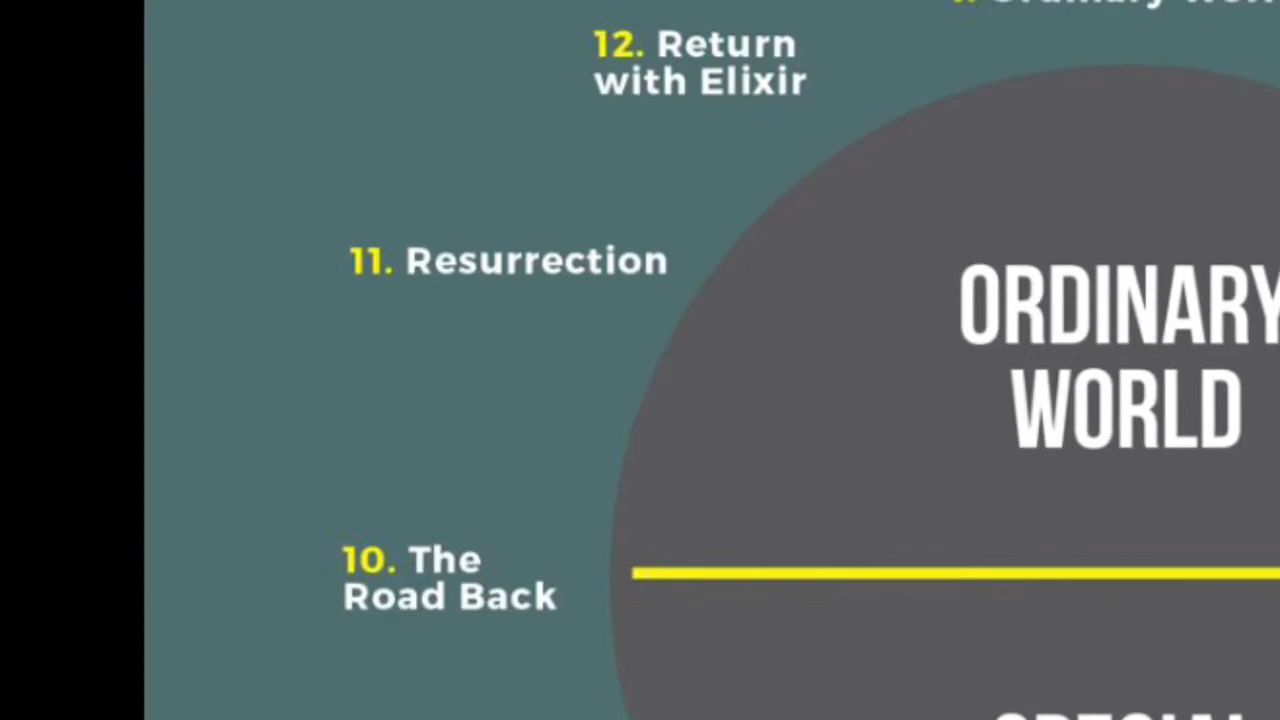 12. Return
with Elixir
11. Resurrection
ORDINARY
WORLD
10. The
Road Back